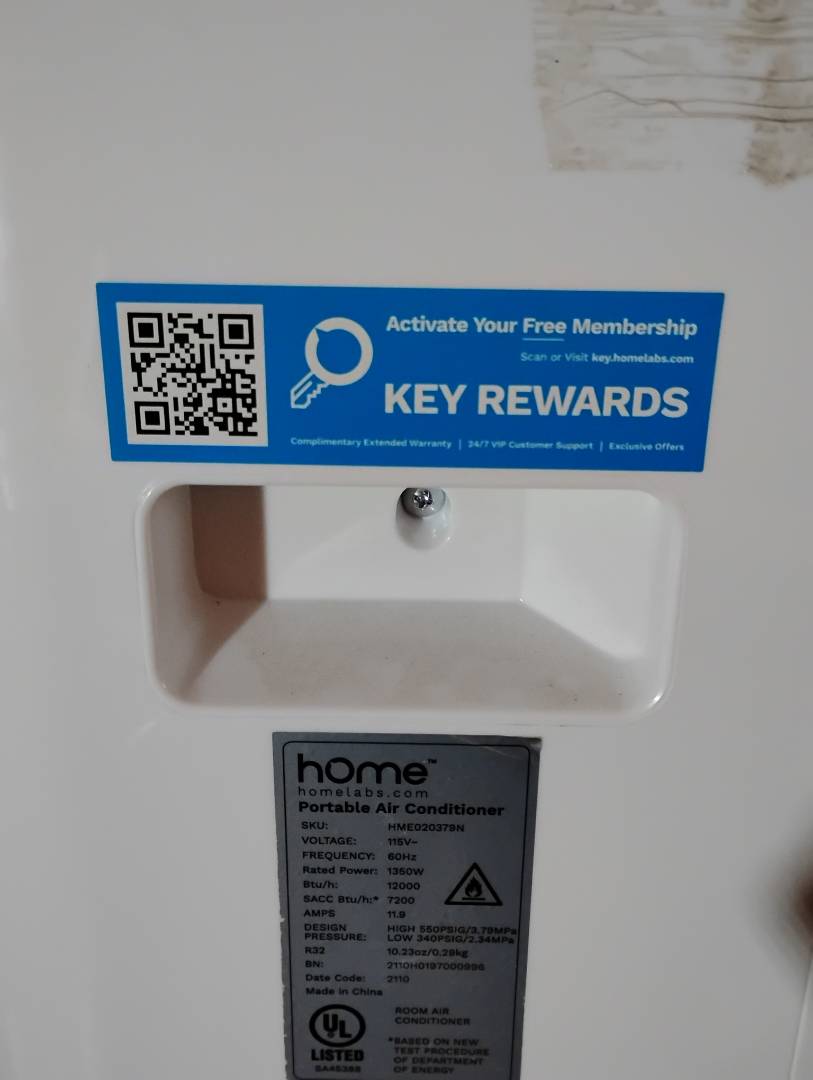 Activate Your Free Membership
Scan or Visit key.homelabs.com
KEY REWARDS
Complimentary Extended Warranty | 24/7 VIP Customer Support | Exclusive Offers
home™
homelabs.com
Portable Air Conditioner
SKU: HME020379N
VOLTAGE: 115V~
FREQUENCY: 60Hz
Rated Power: 1350W
Btu/h: 12000
SACC Btu/h:* 7200
AMPS 11.9
DESIGN PRESSURE: HIGH 550PSIG/3.79MPa
LOW 340PSIG/2.34MPa
R32 10.23oz/0.29kg
BN: 2110H0197000996
Date Code: 2110
Made in China
UL
LISTED
SA45388
ROOM AIR
CONDITIONER
*BASED ON NEW
TEST PROCEDURE
OF DEPARTMENT
OF ENERGY